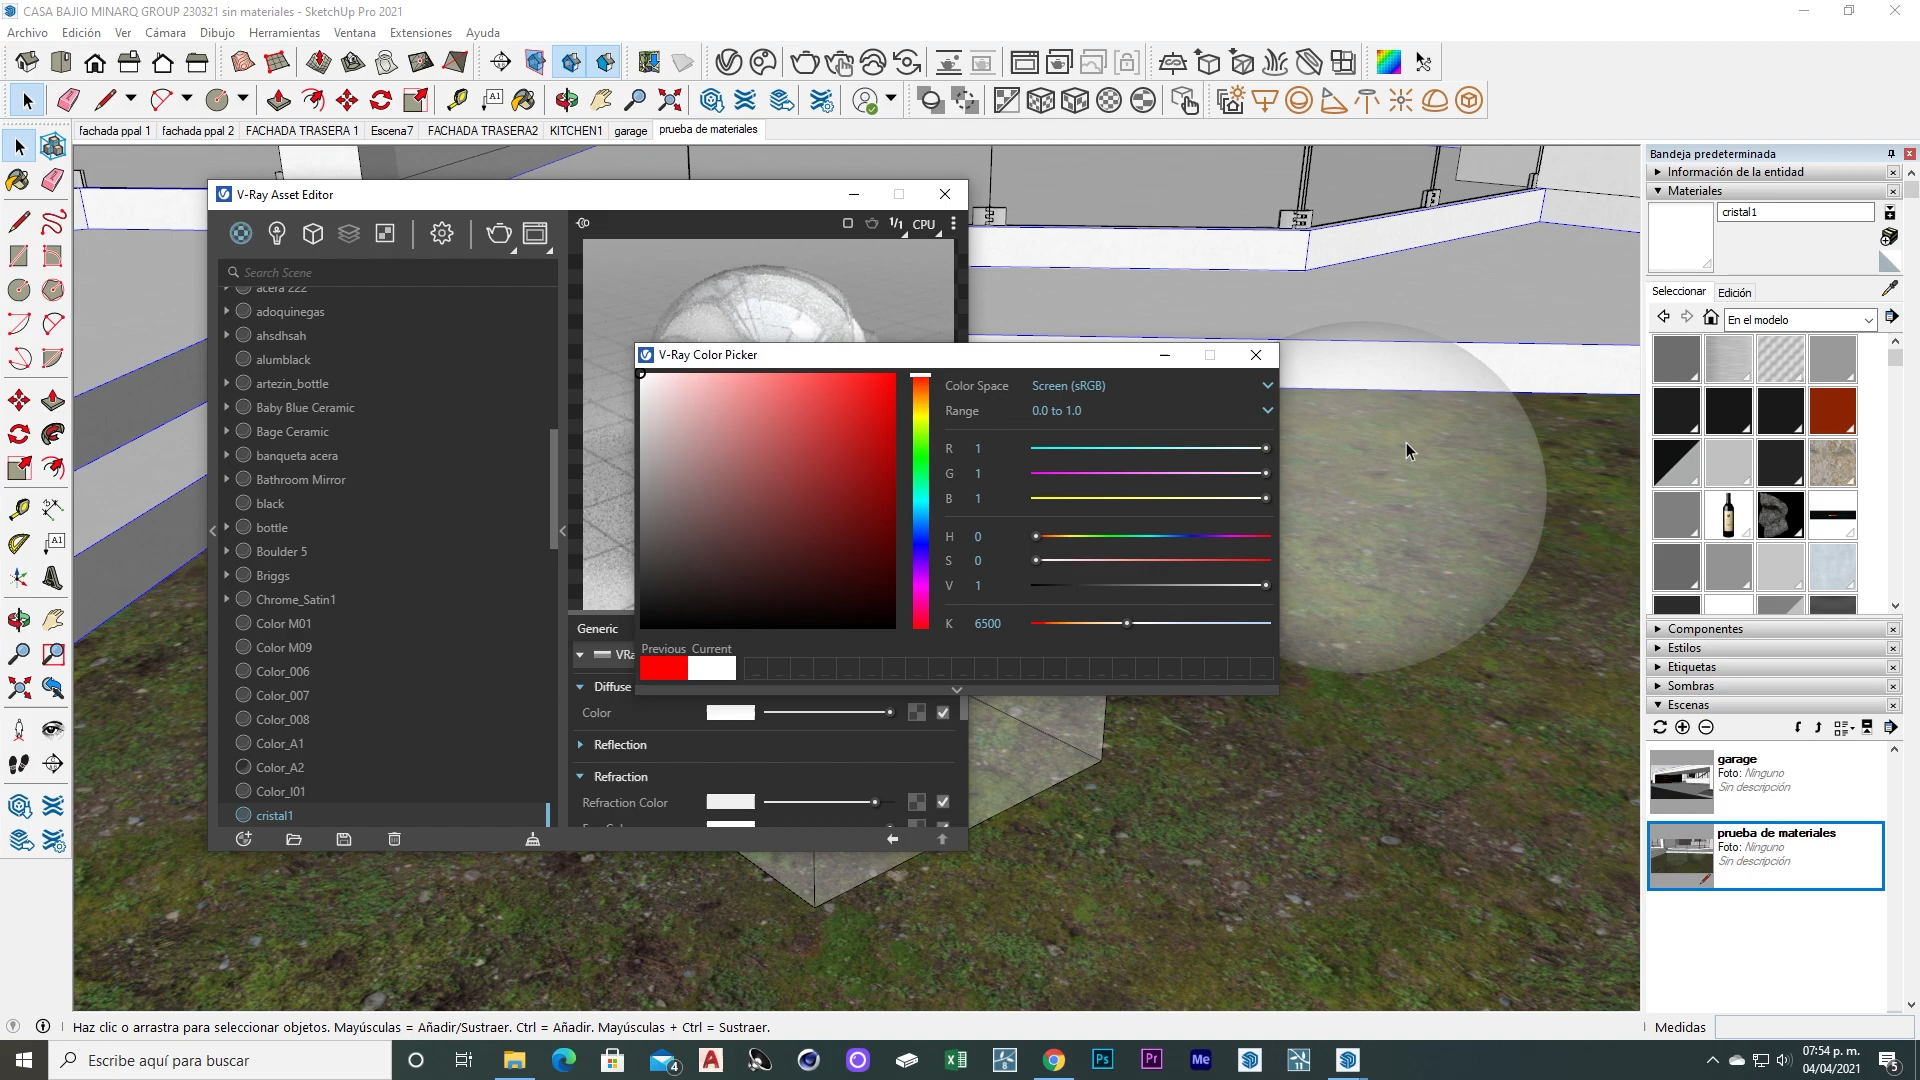 CASA BAJIO MINARQ GROUP 230321 sin materiales - SketchUp Pro 2021
Archivo Edición Ver Cámara Dibujo Herramientas Ventana Extensiones Ayuda
fachada ppal 1 fachada ppal 2 FACHADA TRASERA 1 Escena7 FACHADA TRASERA2 KITCHEN1 garage prueba de materiales
V-Ray Asset Editor
1/1 CPU
Search Scene
acera 222
adoquinegas
ahsdhsah
alumblack
artezin_bottle
Baby Blue Ceramic
Bage Ceramic
banqueta acera
Bathroom Mirror
black
bottle
Boulder 5
Briggs
Chrome_Satin1
Color M01
Color M09
Color_006
Color_007
Color_008
Color_A1
Color_A2
Color_I01
cristal1
Generic
VRa
Diffuse
Color
Reflection
Refraction
Refraction Color
V-Ray Color Picker
Color Space Screen (sRGB)
Range 0.0 to 1.0
R 1
G 1
B 1
H 0
S 0
V 1
K 6500
Previous Current
Bandeja predeterminada
Información de la entidad
Materiales
cristal1
Seleccionar Edición
En el modelo
Componentes
Estilos
Etiquetas
Sombras
Escenas
garage
Foto: Ninguno
Sin descripción
prueba de materiales
Foto: Ninguno
Sin descripción
Haz clic o arrastra para seleccionar objetos. Mayúsculas = Añadir/Sustraer. Ctrl = Añadir. Mayúsculas + Ctrl = Sustraer.
Medidas
Escribe aquí para buscar
07:54 p. m.
04/04/2021